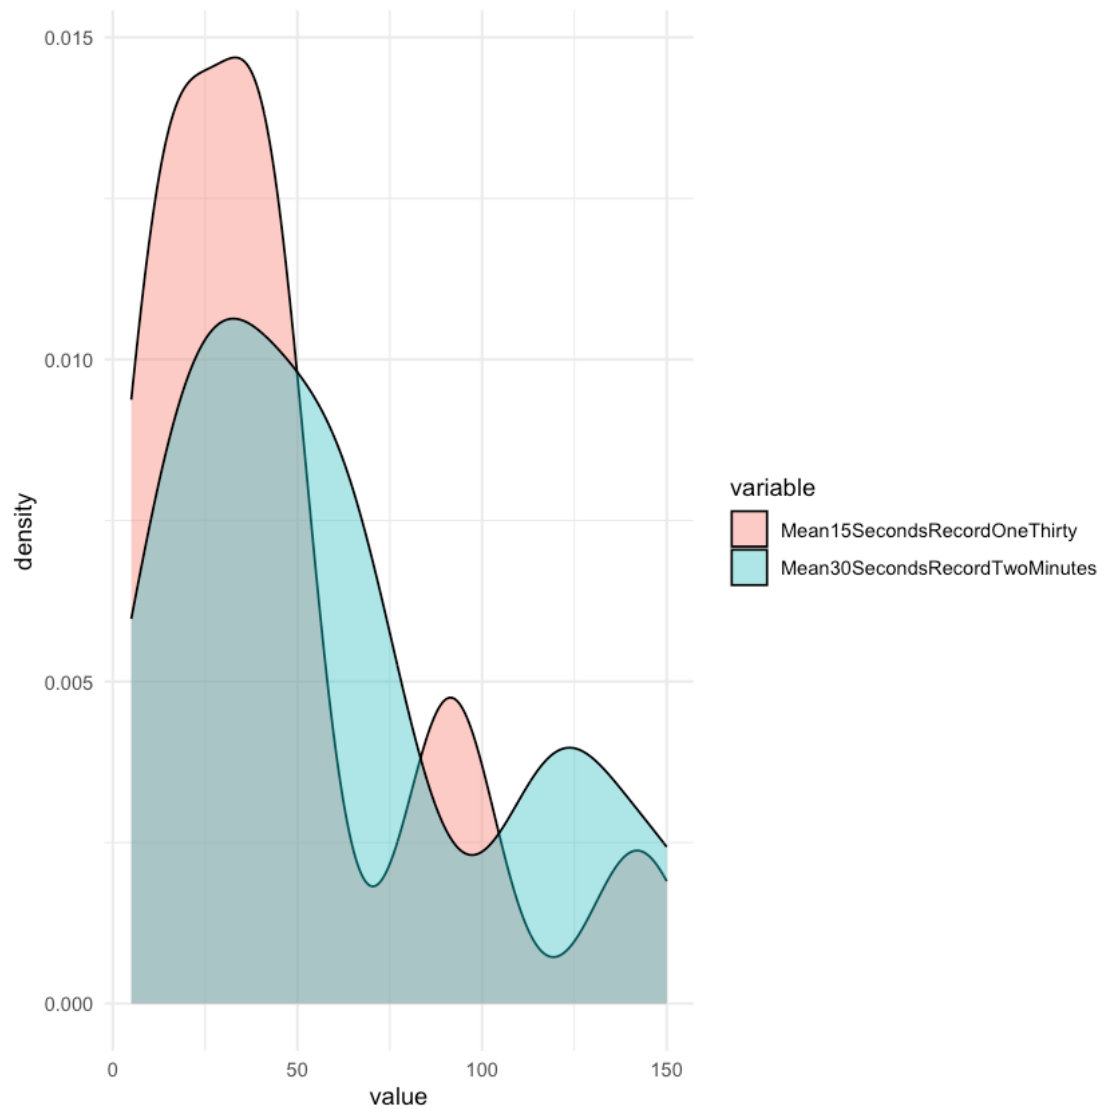 0.015
0.010
0.005
0.000
density
0
50
100
150
value
variable
Mean15SecondsRecordOneThirty
Mean30SecondsRecordTwoMinutes